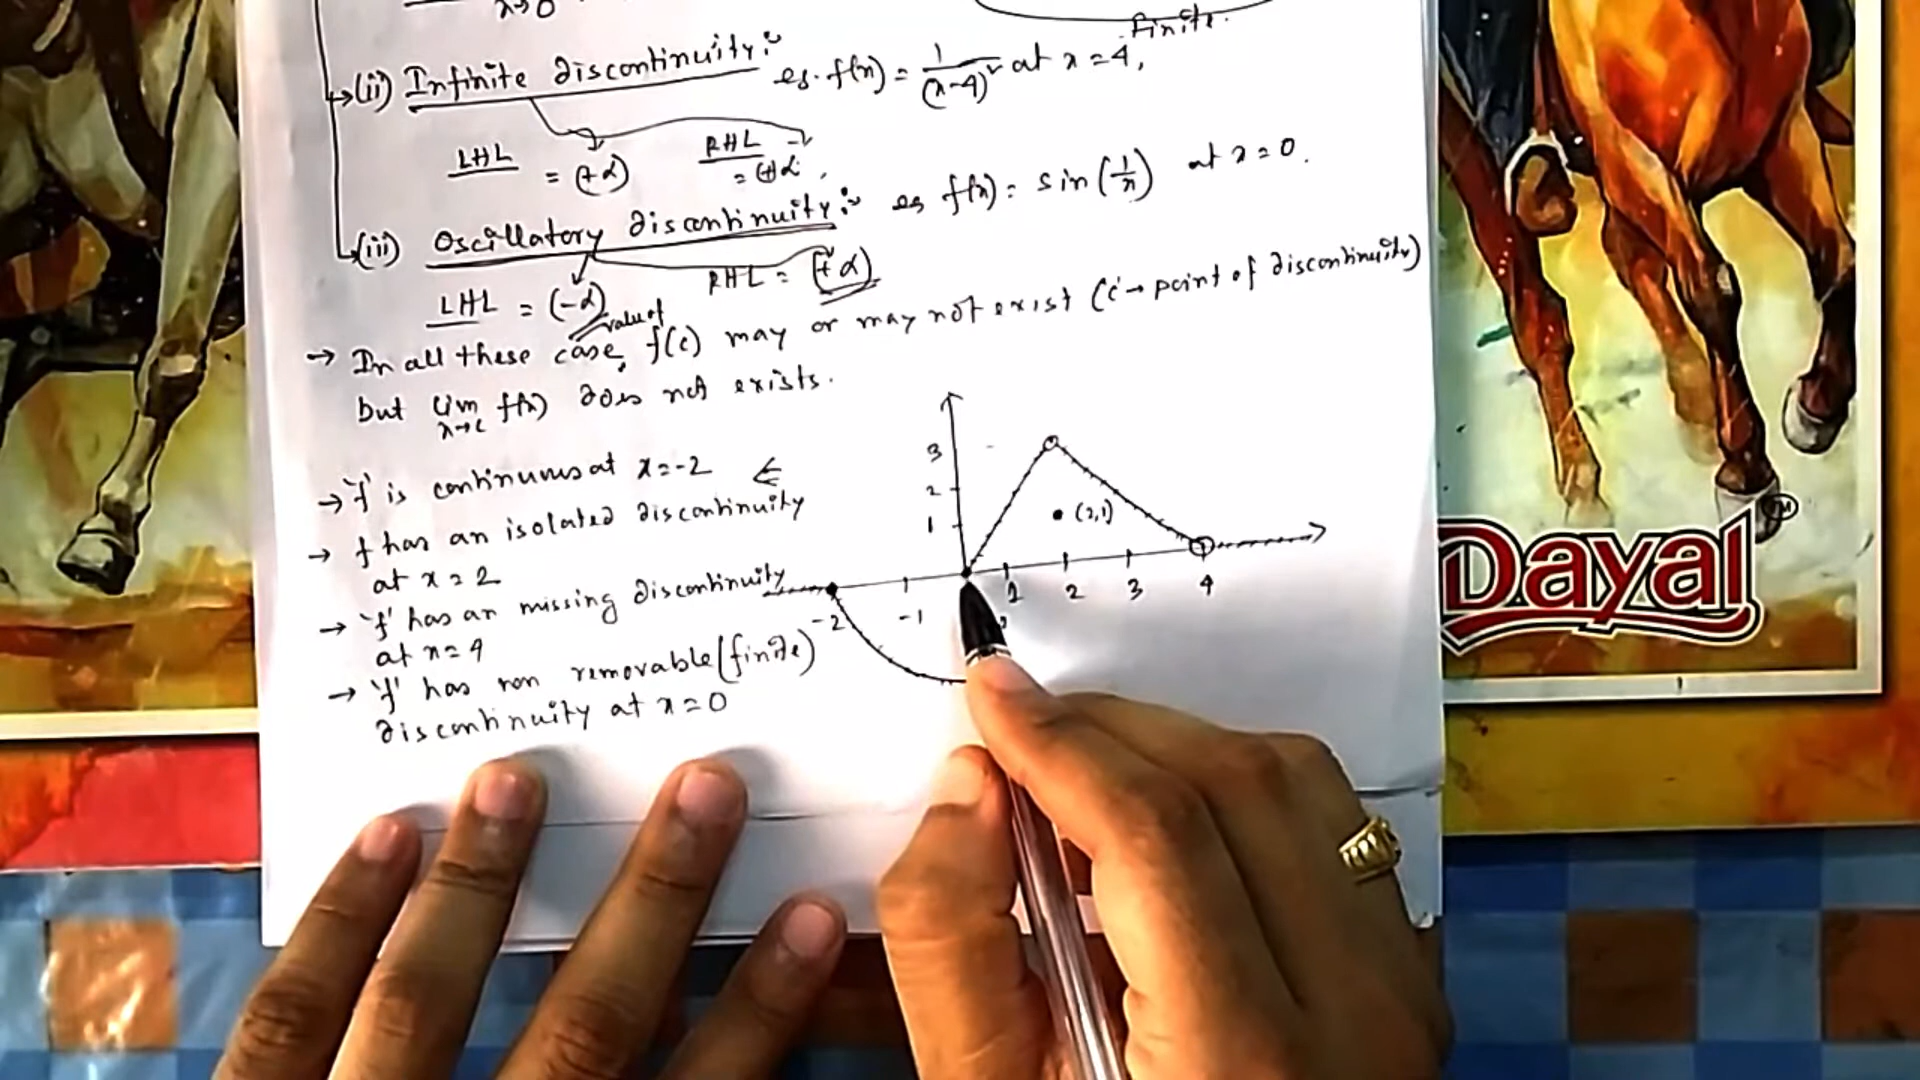 x→0
finite.
→(ii) Infinite discontinuity:~ eg. f(x) = 1/(x-4)² at x = 4,
LHL = (+α) RHL = (+)α,
→(iii) Oscillatory discontinuity:~ eg f(x) = sin(1/x) at x = 0.
LHL = (-α) RHL = (+α)
value of
→ In all these case, f(c) may or may not exist ('c'→ point of discontinuity)
but lim x→c f(x) does not exists.
→ 'f' is continuous at x = -2 ⇐
→ f has an isolated discontinuity
at x = 2
→ 'f' has an missing discontinuity
at x = 4
→ 'f' has non removable (finite)
discontinuity at x = 0
3
2
1
(2,1)
-2 -1 1 2 3 4
Dayal